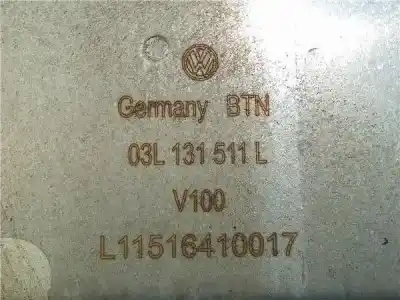 Germany BTN
03L 131 511 L
V100
L11516410017